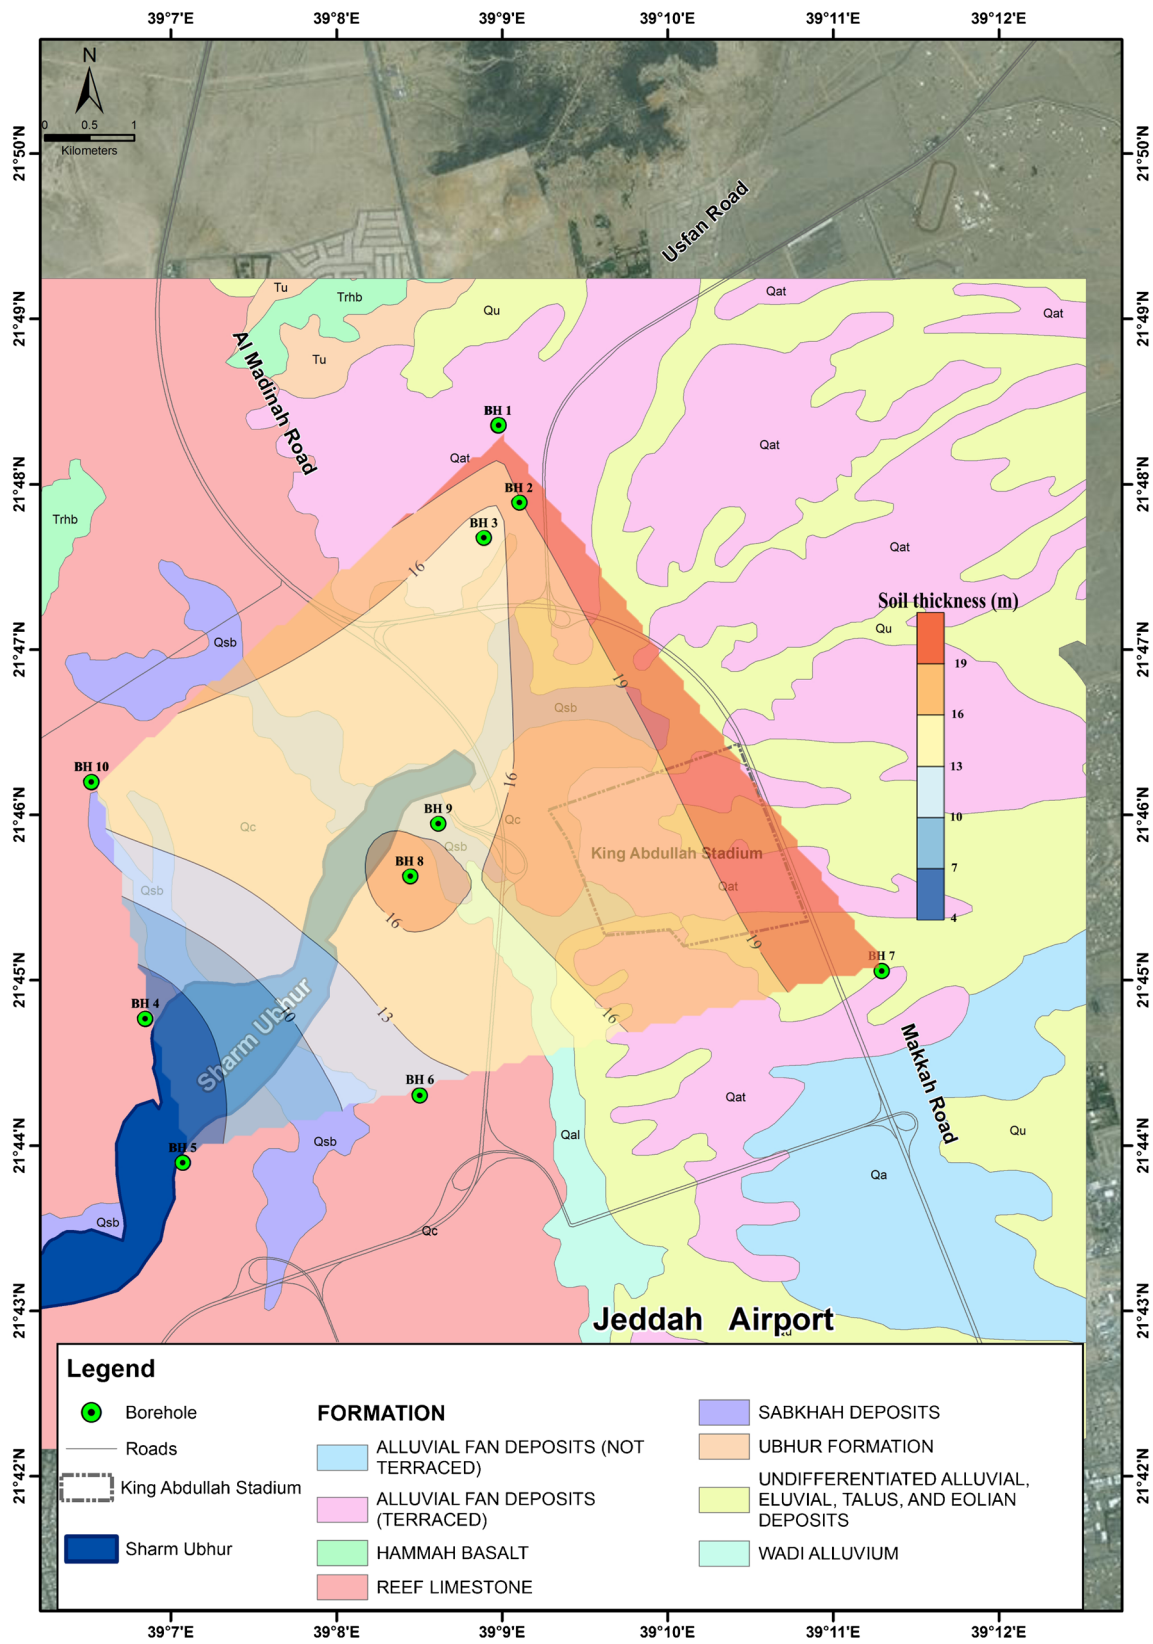 39°7'E 39°8'E 39°9'E 39°10'E 39°11'E 39°12'E
N
0 0.5 1
Kilometers
21°50'N 21°50'N
Usfan Road
Tu
Trhb
Qu
Qat
Qat
21°49'N 21°49'N
Al Madinah Road
Tu
BH 1
Qat
Qat
21°48'N 21°48'N
BH 2
Trhb
BH 3
Qat
16
Soil thickness (m)
Qu
Qsb
21°47'N 21°47'N
19
19
Qsb
16
BH 10
16
13
21°46'N 21°46'N
BH 9
Qc
Qc
10
Qsb
King Abdullah Stadium
BH 8
7
Qsb
Qat
16
4
19
BH 7
21°45'N 21°45'N
BH 4
10
13
16
Sharm Ubhur
Makkah Road
BH 6
Qat
Qal
Qu
21°44'N 21°44'N
BH 5
Qsb
Qa
Qsb
Qc
21°43'N 21°43'N
Jeddah Airport
Legend
Borehole
Roads
King Abdullah Stadium
Sharm Ubhur
FORMATION
ALLUVIAL FAN DEPOSITS (NOT
TERRACED)
ALLUVIAL FAN DEPOSITS
(TERRACED)
HAMMAH BASALT
REEF LIMESTONE
SABKHAH DEPOSITS
UBHUR FORMATION
UNDIFFERENTIATED ALLUVIAL,
ELUVIAL, TALUS, AND EOLIAN
DEPOSITS
WADI ALLUVIUM
21°42'N 21°42'N
39°7'E 39°8'E 39°9'E 39°10'E 39°11'E 39°12'E